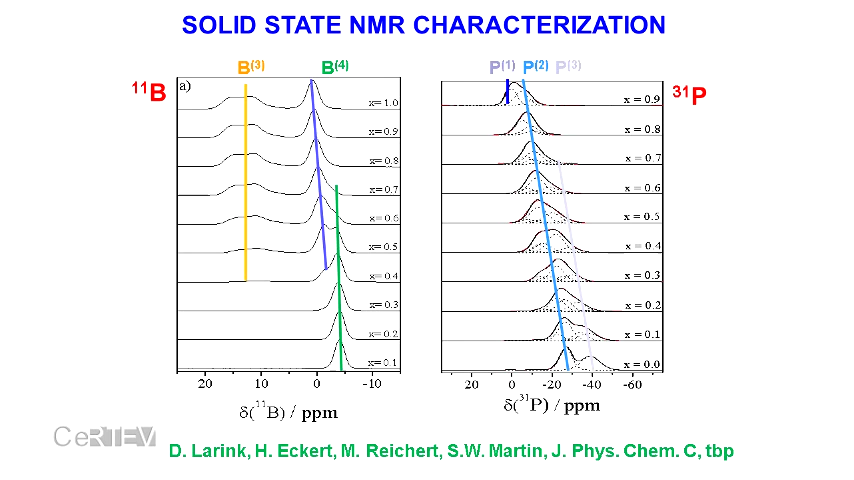 SOLID STATE NMR CHARACTERIZATION
B(3) B(4) P(1) P(2) P(3)
11B 31P
a)
x= 1.0
x= 0.9
x= 0.8
x= 0.7
x= 0.6
x= 0.5
x= 0.4
x= 0.3
x= 0.2
x= 0.1
20 10 0 -10
δ(11B) / ppm
x = 0.9
x = 0.8
x = 0.7
x = 0.6
x = 0.5
x = 0.4
x = 0.3
x = 0.2
x = 0.1
x = 0.0
20 0 -20 -40 -60
δ(31P) / ppm
CeRTEV
D. Larink, H. Eckert, M. Reichert, S.W. Martin, J. Phys. Chem. C, tbp